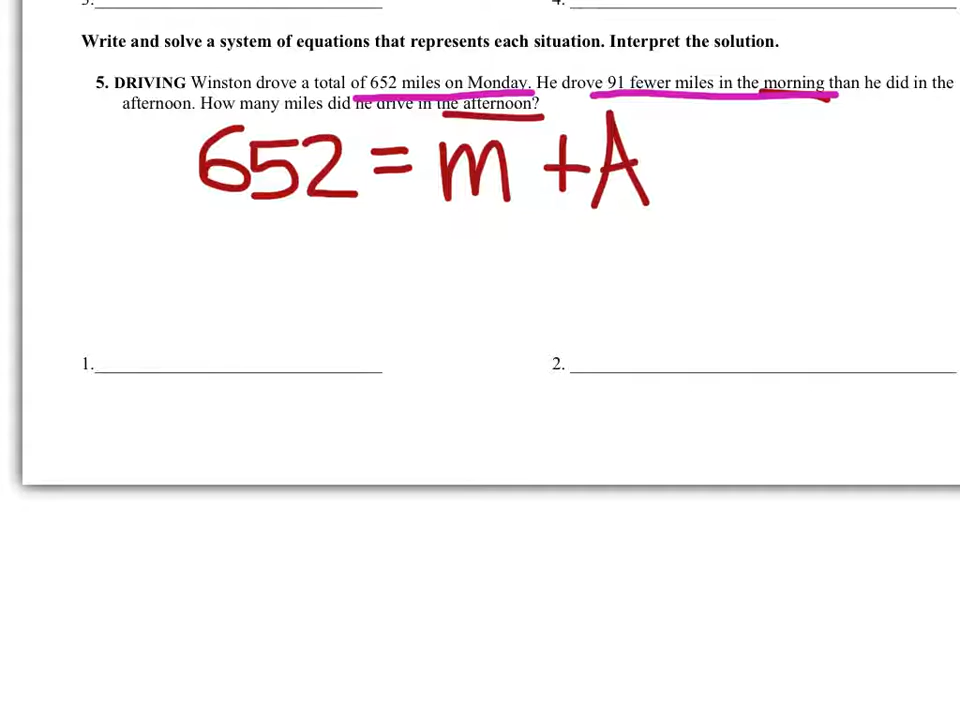 3. 4.
Write and solve a system of equations that represents each situation. Interpret the solution.
5. DRIVING Winston drove a total of 652 miles on Monday. He drove 91 fewer miles in the morning than he did in the
afternoon. How many miles did he drive in the afternoon?
652 = m + A
1. 2.